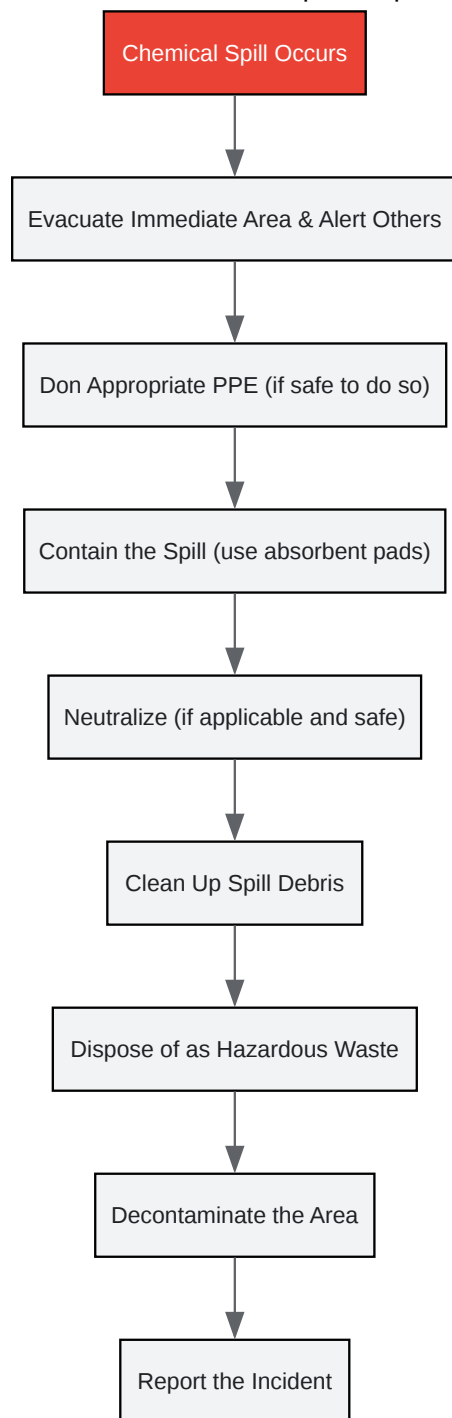 Chemical Spill Occurs
Evacuate Immediate Area & Alert Others
Don Appropriate PPE (if safe to do so)
Contain the Spill (use absorbent pads)
Neutralize (if applicable and safe)
Clean Up Spill Debris
Dispose of as Hazardous Waste
Decontaminate the Area
Report the Incident